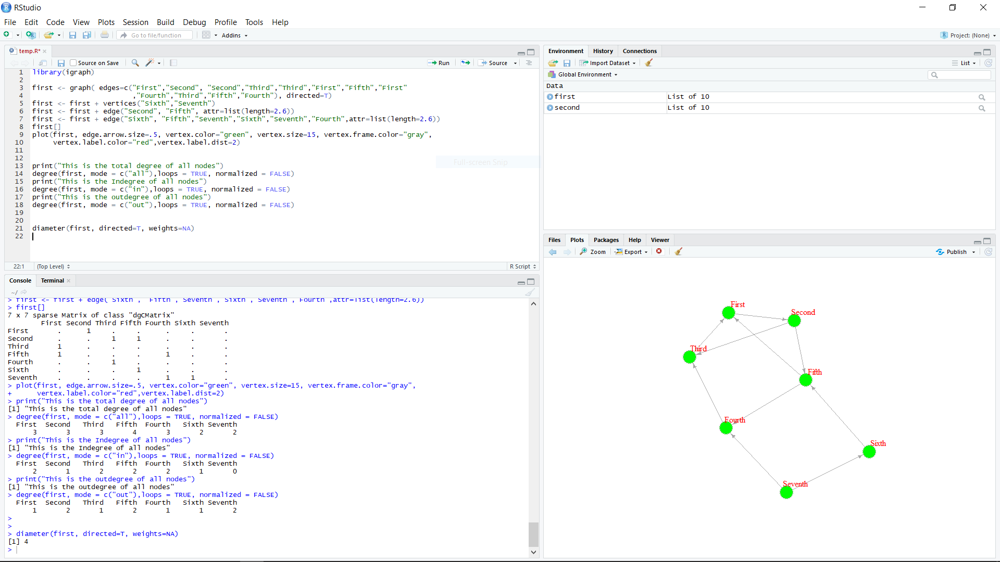 RStudio
File Edit Code View Plots Session Build Debug Profile Tools Help
Go to file/function Addins Project: (None)
temp.R*
Source on Save Run Source
1 library(igraph)
2
3 first <- graph( edges=c("First","Second", "Second","Third","Third","First","Fifth","First"
4 ,"Fourth","Third","Fifth","Fourth"), directed=T)
5 first <- first + vertices("Sixth","Seventh")
6 first <- first + edge("Second", "Fifth", attr=list(length=2.6))
7 first <- first + edge("Sixth", "Fifth","Seventh","Sixth","Seventh","Fourth",attr=list(length=2.6))
8 first[]
9 plot(first, edge.arrow.size=.5, vertex.color="green", vertex.size=15, vertex.frame.color="gray",
10 vertex.label.color="red",vertex.label.dist=2)
11
12
Full-screen Snip
13 print("This is the total degree of all nodes")
14 degree(first, mode = c("all"),loops = TRUE, normalized = FALSE)
15 print("This is the Indegree of all nodes")
16 degree(first, mode = c("in"),loops = TRUE, normalized = FALSE)
17 print("This is the outdegree of all nodes")
18 degree(first, mode = c("out"),loops = TRUE, normalized = FALSE)
19
20
21 diameter(first, directed=T, weights=NA)
22
22:1 (Top Level) R Script
Console Terminal
~/
> first <- first + edge("Sixth", "Fifth","Seventh","Sixth","Seventh","Fourth",attr=list(length=2.6))
> first[]
7 x 7 sparse Matrix of class "dgCMatrix"
First Second Third Fifth Fourth Sixth Seventh
First . 1 . . . . .
Second . . 1 1 . . .
Third 1 . . . . . .
Fifth 1 . . . 1 . .
Fourth . . 1 . . . .
Sixth . . . 1 . . .
Seventh . . . . 1 1 .
> plot(first, edge.arrow.size=.5, vertex.color="green", vertex.size=15, vertex.frame.color="gray",
+ vertex.label.color="red",vertex.label.dist=2)
> print("This is the total degree of all nodes")
[1] "This is the total degree of all nodes"
> degree(first, mode = c("all"),loops = TRUE, normalized = FALSE)
First Second Third Fifth Fourth Sixth Seventh
3 3 3 4 3 2 2
> print("This is the Indegree of all nodes")
[1] "This is the Indegree of all nodes"
> degree(first, mode = c("in"),loops = TRUE, normalized = FALSE)
First Second Third Fifth Fourth Sixth Seventh
2 1 2 2 2 1 0
> print("This is the outdegree of all nodes")
[1] "This is the outdegree of all nodes"
> degree(first, mode = c("out"),loops = TRUE, normalized = FALSE)
First Second Third Fifth Fourth Sixth Seventh
1 2 1 2 1 1 2
>
>
> diameter(first, directed=T, weights=NA)
[1] 4
>
Environment History Connections
Import Dataset List
Global Environment
Data
first List of 10
second List of 10
Files Plots Packages Help Viewer
Zoom Export Publish
First
Second
Third
Fifth
Fourth
Sixth
Seventh